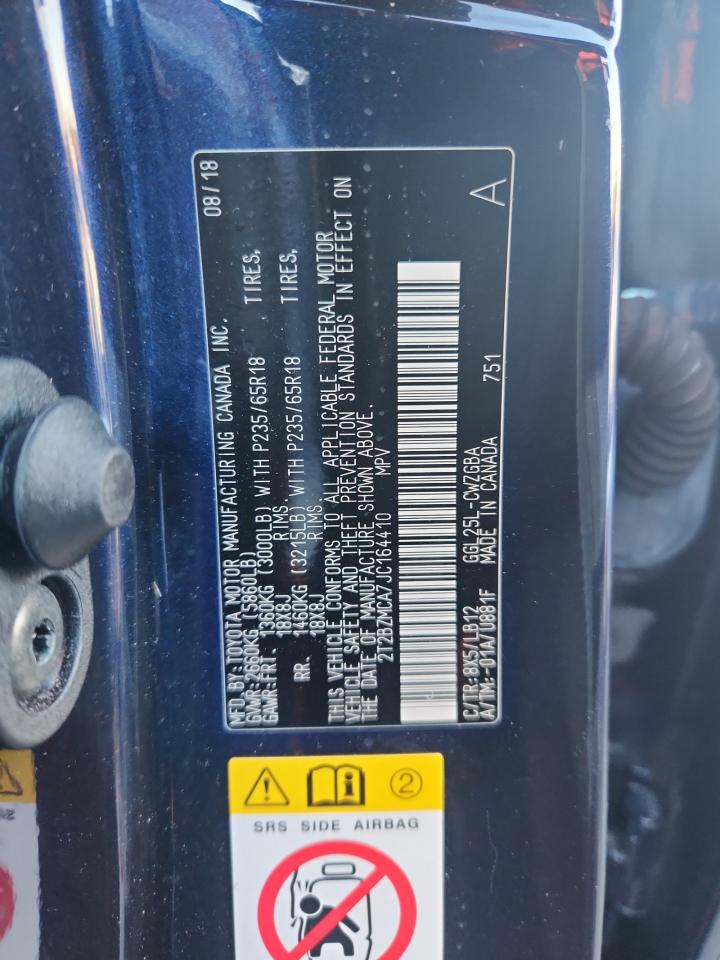 MFD.BY:TOYOTA MOTOR MANUFACTURING CANADA INC. 08/18
GVWR:2660KG (5860LB)
GAWR:FRT. 1360KG (3000LB) WITH P235/65R18 TIRES,
18X8J RIMS
RR. 1460KG (3215LB) WITH P235/65R18 TIRES,
18X8J RIMS
THIS VEHICLE CONFORMS TO ALL APPLICABLE FEDERAL MOTOR
VEHICLE SAFETY AND THEFT PREVENTION STANDARDS IN EFFECT ON
THE DATE OF MANUFACTURE SHOWN ABOVE.
2T2BZMCA7JC164410 MPV
C/TR:8X5/LB12 GGL25L-CWZGBA 751
A/TM:-01A/U881F MADE IN CANADA
A
2
SRS SIDE AIRBAG